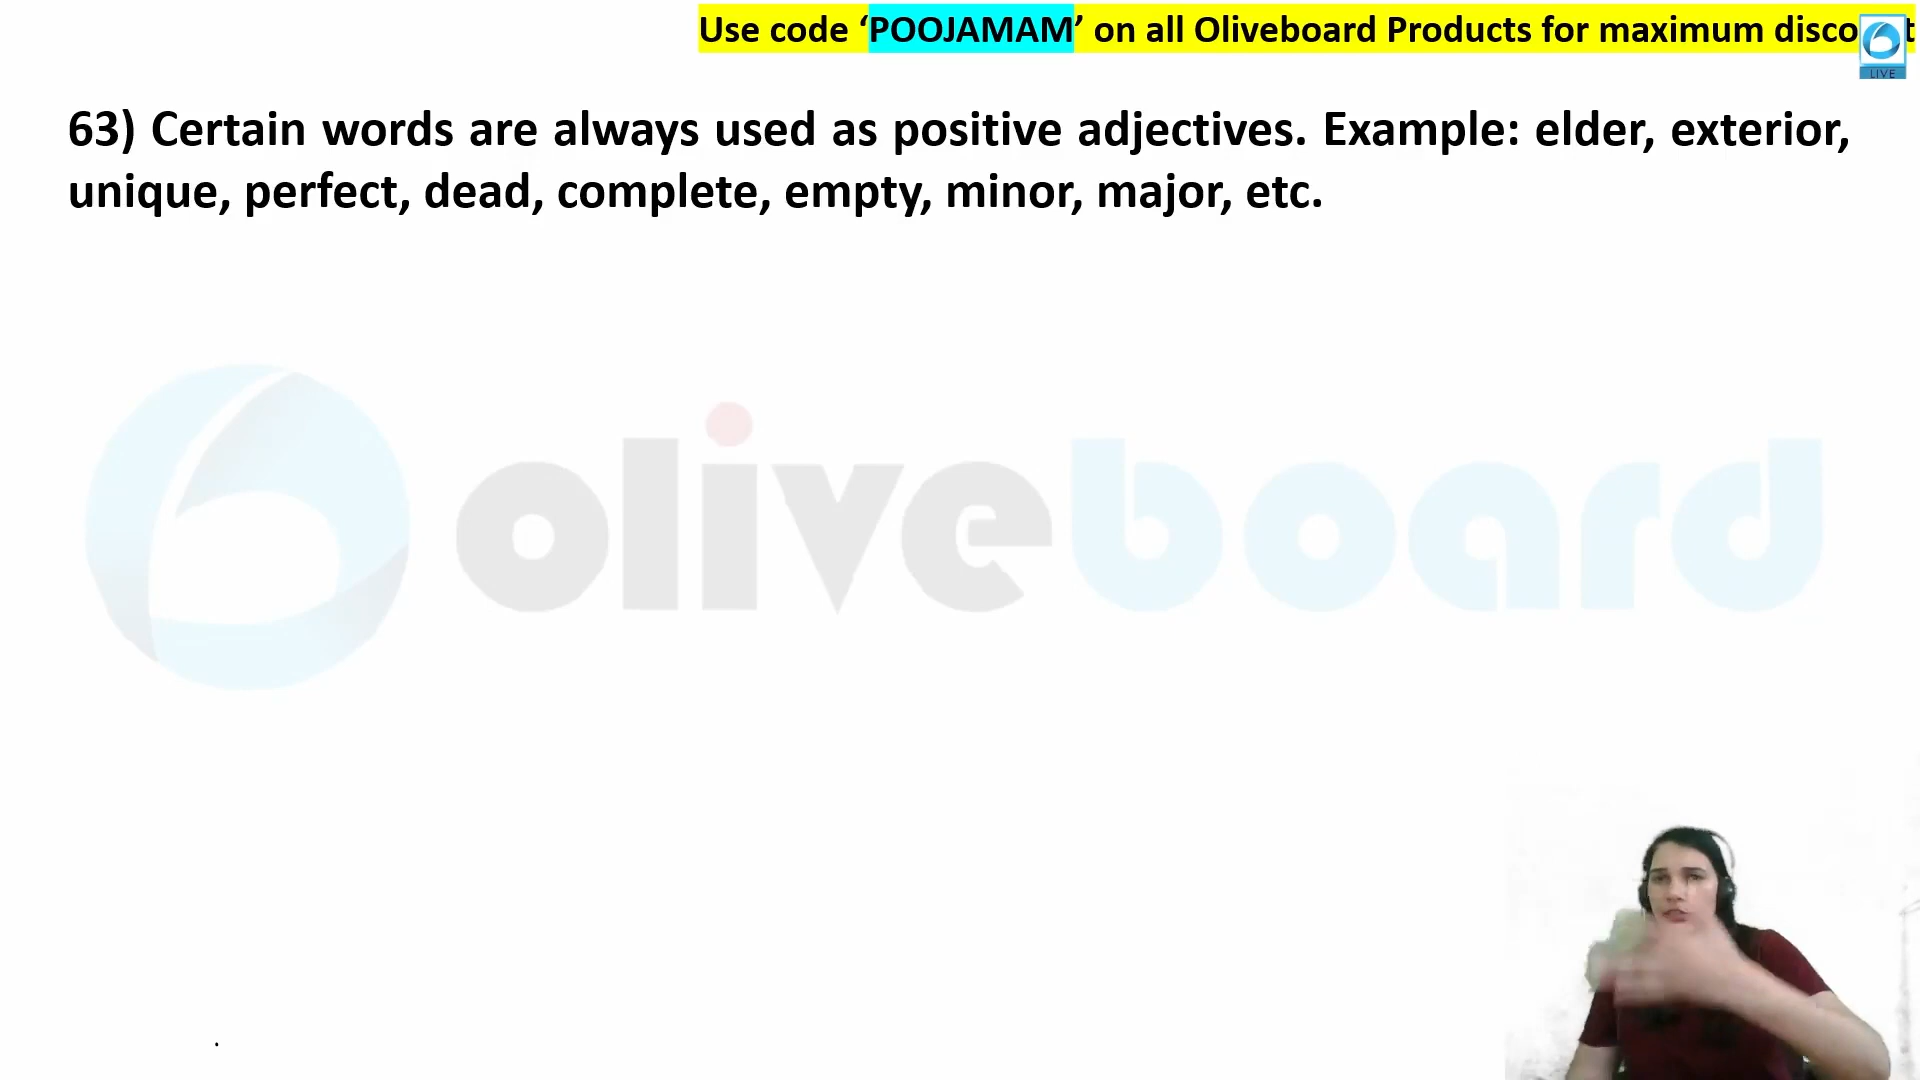 Use code ‘POOJAMAM’ on all Oliveboard Products for maximum disco t
LIVE
63) Certain words are always used as positive adjectives. Example: elder, exterior,
unique, perfect, dead, complete, empty, minor, major, etc.
oliveboard